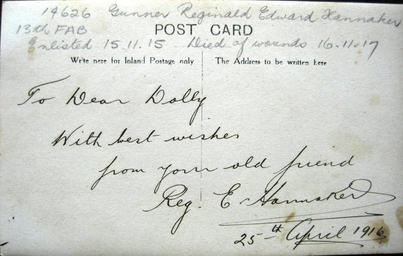 14626 Gunner Reginald Edward Hannaker
13th FAB
POST CARD
Enlisted 15.11.15 Died of wounds 16.11.17
Write here for Inland Postage only
The Address to be written here
To Dear Dolly
With best wishes
from your old friend
Reg. E Hannaker
25th April 1916